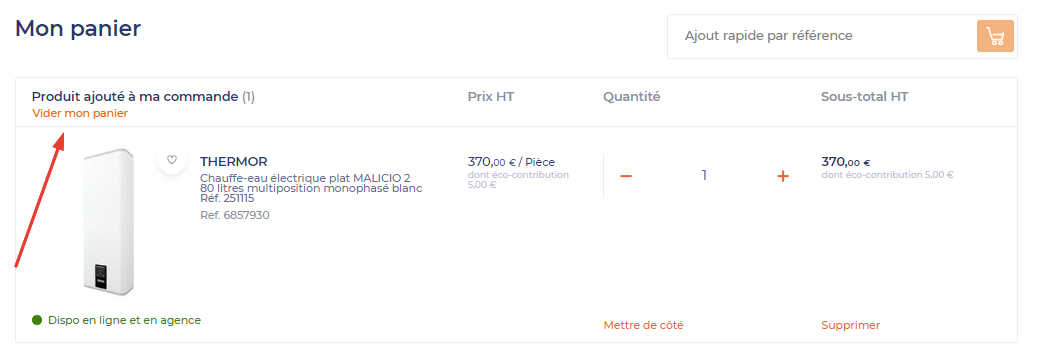 Mon panier
Ajout rapide par référence
Produit ajouté à ma commande (1)
Prix HT
Quantité
Sous-total HT
Vider mon panier
THERMOR
Chauffe-eau électrique plat MALICIO 2
80 litres multiposition monophasé blanc
Réf. 251115
Ref. 6857930
370,00 € / Pièce
dont éco-contribution
5,00 €
− 1 +
370,00 €
dont éco-contribution 5,00 €
Dispo en ligne et en agence
Mettre de côté
Supprimer